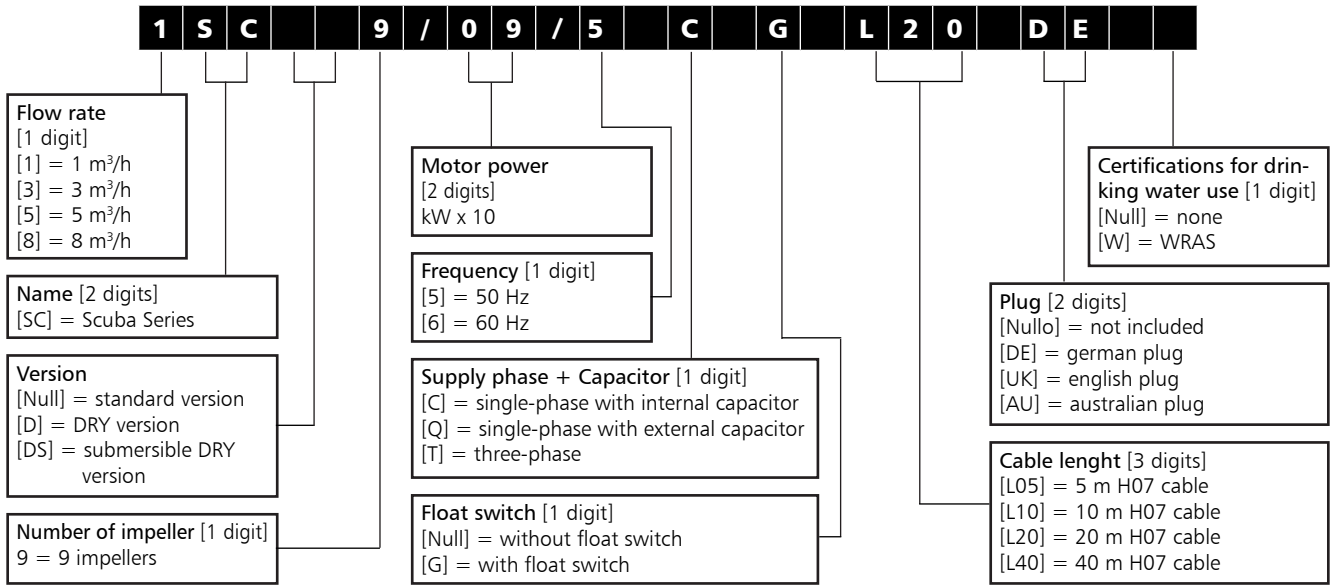 1 S C 9 / 0 9 / 5 C G L 2 0 D E
Flow rate
[1 digit]
[1] = 1 m³/h
[3] = 3 m³/h
[5] = 5 m³/h
[8] = 8 m³/h
Name [2 digits]
[SC] = Scuba Series
Version
[Null] = standard version
[D] = DRY version
[DS] = submersible DRY
version
Number of impeller [1 digit]
9 = 9 impellers
Motor power
[2 digits]
kW x 10
Frequency [1 digit]
[5] = 50 Hz
[6] = 60 Hz
Supply phase + Capacitor [1 digit]
[C] = single-phase with internal capacitor
[Q] = single-phase with external capacitor
[T] = three-phase
Float switch [1 digit]
[Null] = without float switch
[G] = with float switch
Certifications for drin-
king water use [1 digit]
[Null] = none
[W] = WRAS
Plug [2 digits]
[Nullo] = not included
[DE] = german plug
[UK] = english plug
[AU] = australian plug
Cable lenght [3 digits]
[L05] = 5 m H07 cable
[L10] = 10 m H07 cable
[L20] = 20 m H07 cable
[L40] = 40 m H07 cable